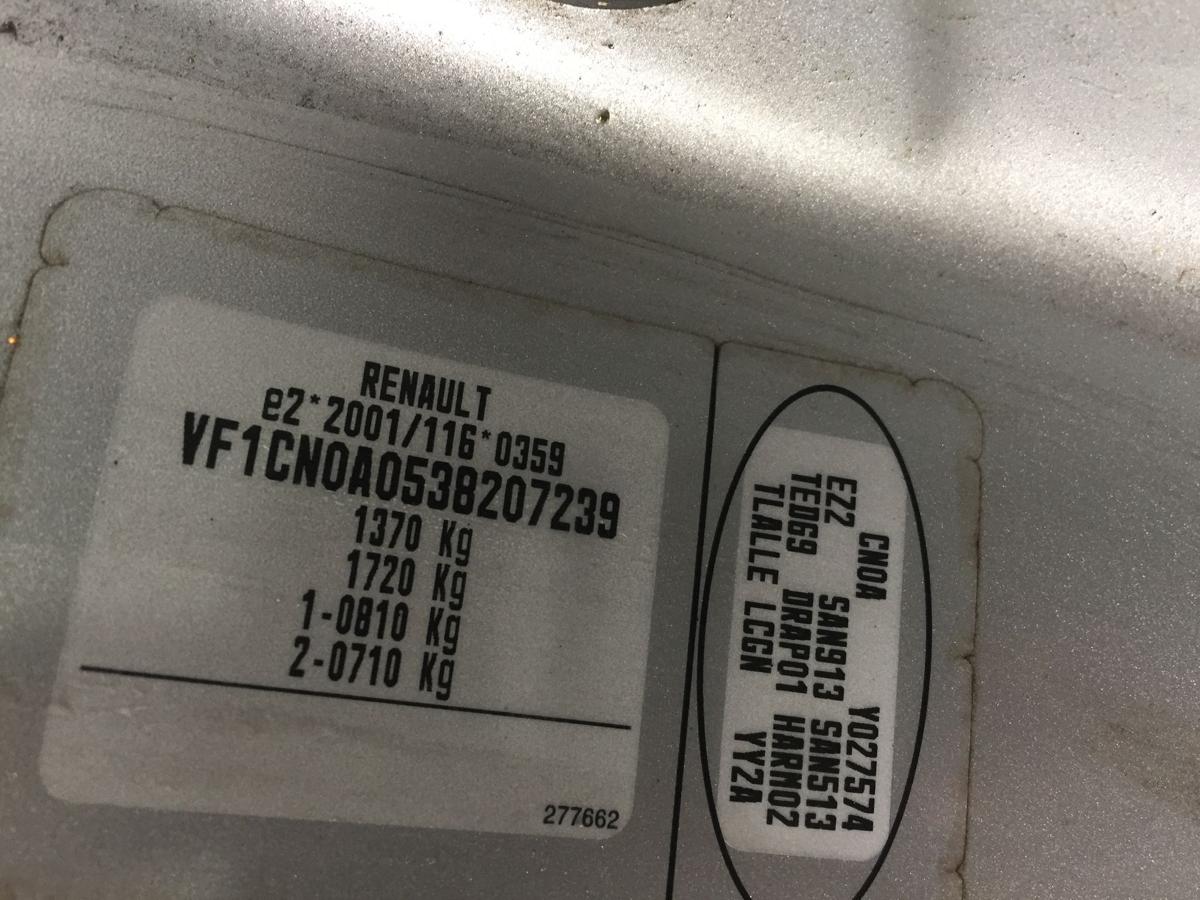 RENAULT
e2*2001/116*0359
VF1CN0A0538207239
1370 Kg
1720 Kg
1-0810 Kg
2-0710 Kg
277662
CN0A Y027574
EZ2 SAN913 SAN513
TED69 DRAP01 HARN02
TLALLE LCGN YY2A